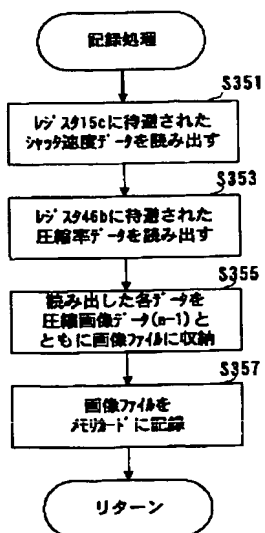 記録処理
S351
レジスタ15cに待避された
シャッタ速度データを読み出す
S353
レジスタ46bに待避された
圧縮率データを読み出す
S355
読み出した各データを
圧縮画像データ(n-1)と
ともに画像ファイルに収納
S357
画像ファイルを
メモリカードに記録
リターン